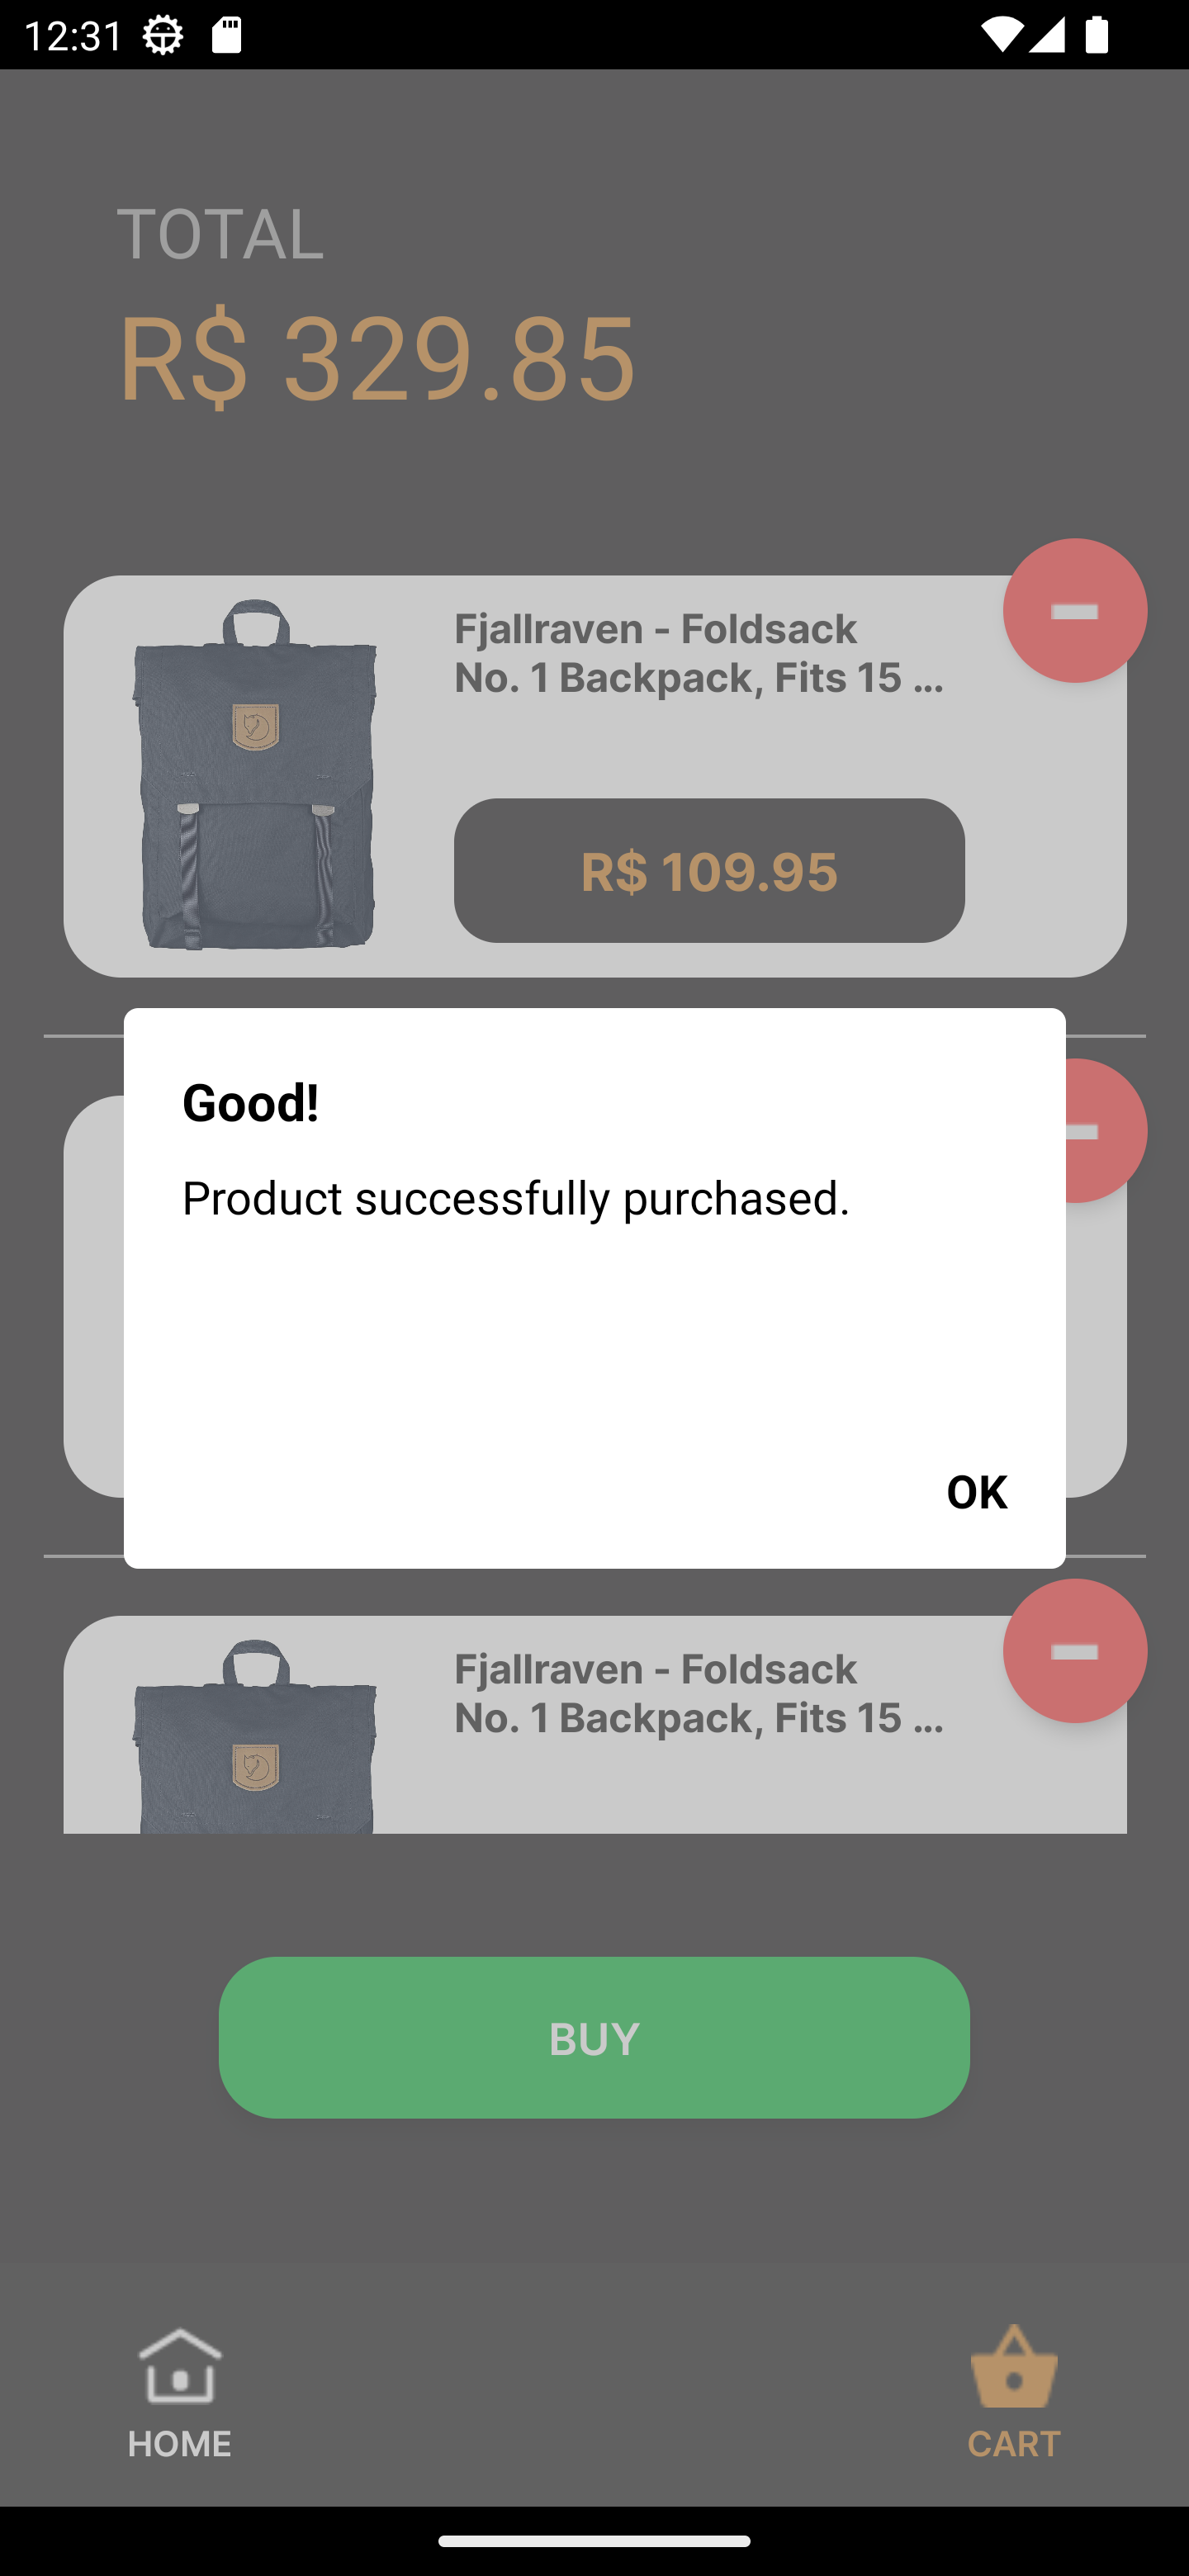 12:31
TOTAL
R$ 329.85
Fjallraven - Foldsack
No. 1 Backpack, Fits 15 ...
R$ 109.95
Good!
Product successfully purchased.
OK
Fjallraven - Foldsack
No. 1 Backpack, Fits 15 ...
BUY
HOME
CART